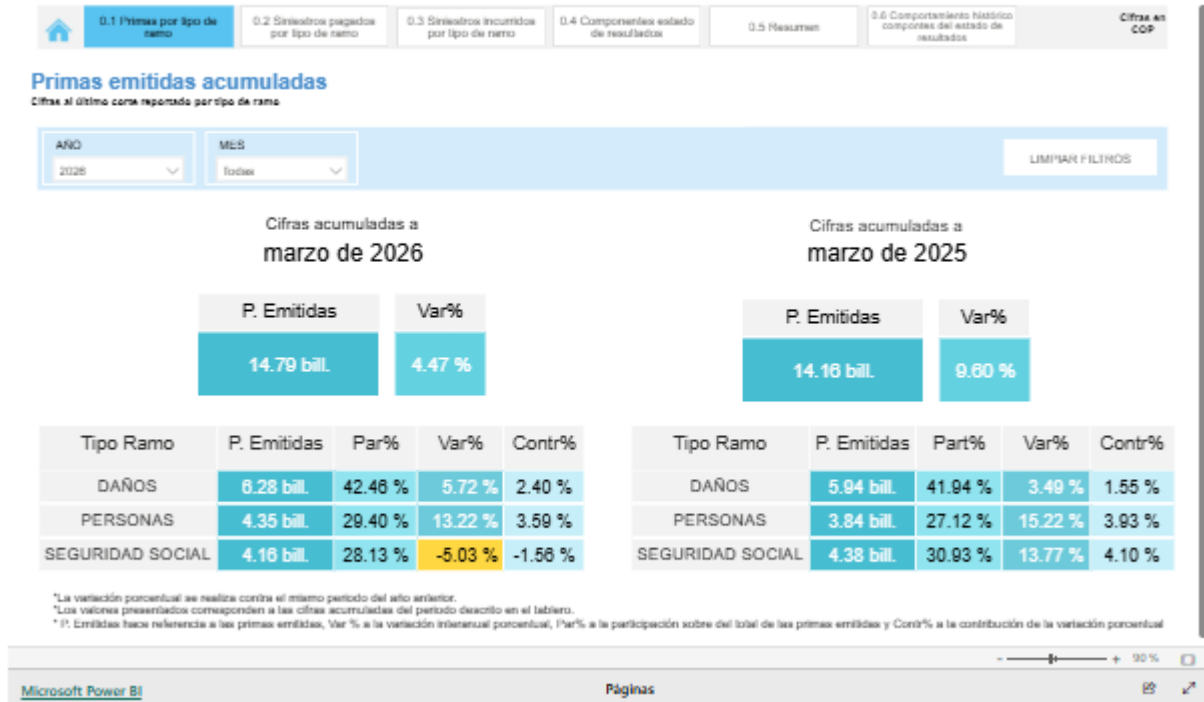 0.1 Primas por tipo de ramo
0.2 Siniestros pagados por tipo de ramo
0.3 Siniestros incurridos por tipo de ramo
0.4 Componentes estado de resultados
0.5 Resumen
0.6 Comportamiento histórico compontes del estado de resultados
Cifras en COP
Primas emitidas acumuladas
Cifras al último corte reportado por tipo de ramo
AÑO
2026
MES
Todas
LIMPIAR FILTROS
Cifras acumuladas a
marzo de 2026
P. Emitidas Var%
14.79 bill. 4.47 %
Tipo Ramo P. Emitidas Par% Var% Contr%
DAÑOS 6.28 bill. 42.46 % 5.72 % 2.40 %
PERSONAS 4.35 bill. 29.40 % 13.22 % 3.59 %
SEGURIDAD SOCIAL 4.16 bill. 28.13 % -5.03 % -1.56 %
Cifras acumuladas a
marzo de 2025
P. Emitidas Var%
14.16 bill. 9.60 %
Tipo Ramo P. Emitidas Part% Var% Contr%
DAÑOS 5.94 bill. 41.94 % 3.49 % 1.55 %
PERSONAS 3.84 bill. 27.12 % 15.22 % 3.93 %
SEGURIDAD SOCIAL 4.38 bill. 30.93 % 13.77 % 4.10 %
*La variación porcentual se realiza contra el mismo periodo del año anterior.
*Los valores presentados corresponden a las cifras acumuladas del periodo descrito en el tablero.
* P. Emitidas hace referencia a las primas emitidas, Var % a la variación interanual porcentual, Par% a la participación sobre del total de las primas emitidas y Contr% a la contribución de la variación porcentual
- + 90 %
Microsoft Power BI
Páginas